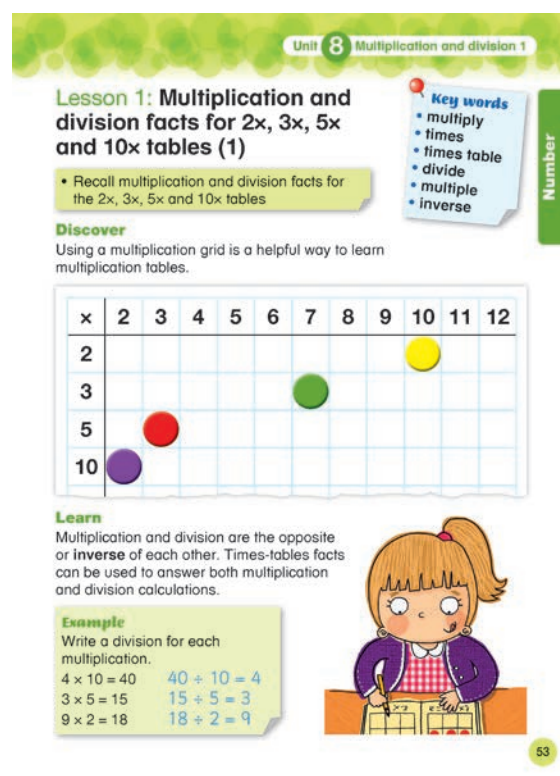 Unit 8 Multiplication and division 1
Lesson 1: Multiplication and
division facts for 2×, 3×, 5×
and 10× tables (1)
• Recall multiplication and division facts for
the 2×, 3×, 5× and 10× tables
Key words
• multiply
• times
• times table
• divide
• multiple
• inverse
Number
Discover
Using a multiplication grid is a helpful way to learn
multiplication tables.
× 2 3 4 5 6 7 8 9 10 11 12
2
3
5
10
Learn
Multiplication and division are the opposite
or inverse of each other. Times-tables facts
can be used to answer both multiplication
and division calculations.
Example
Write a division for each
multiplication.
4 × 10 = 40 40 ÷ 10 = 4
3 × 5 = 15 15 ÷ 5 = 3
9 × 2 = 18 18 ÷ 2 = 9
53